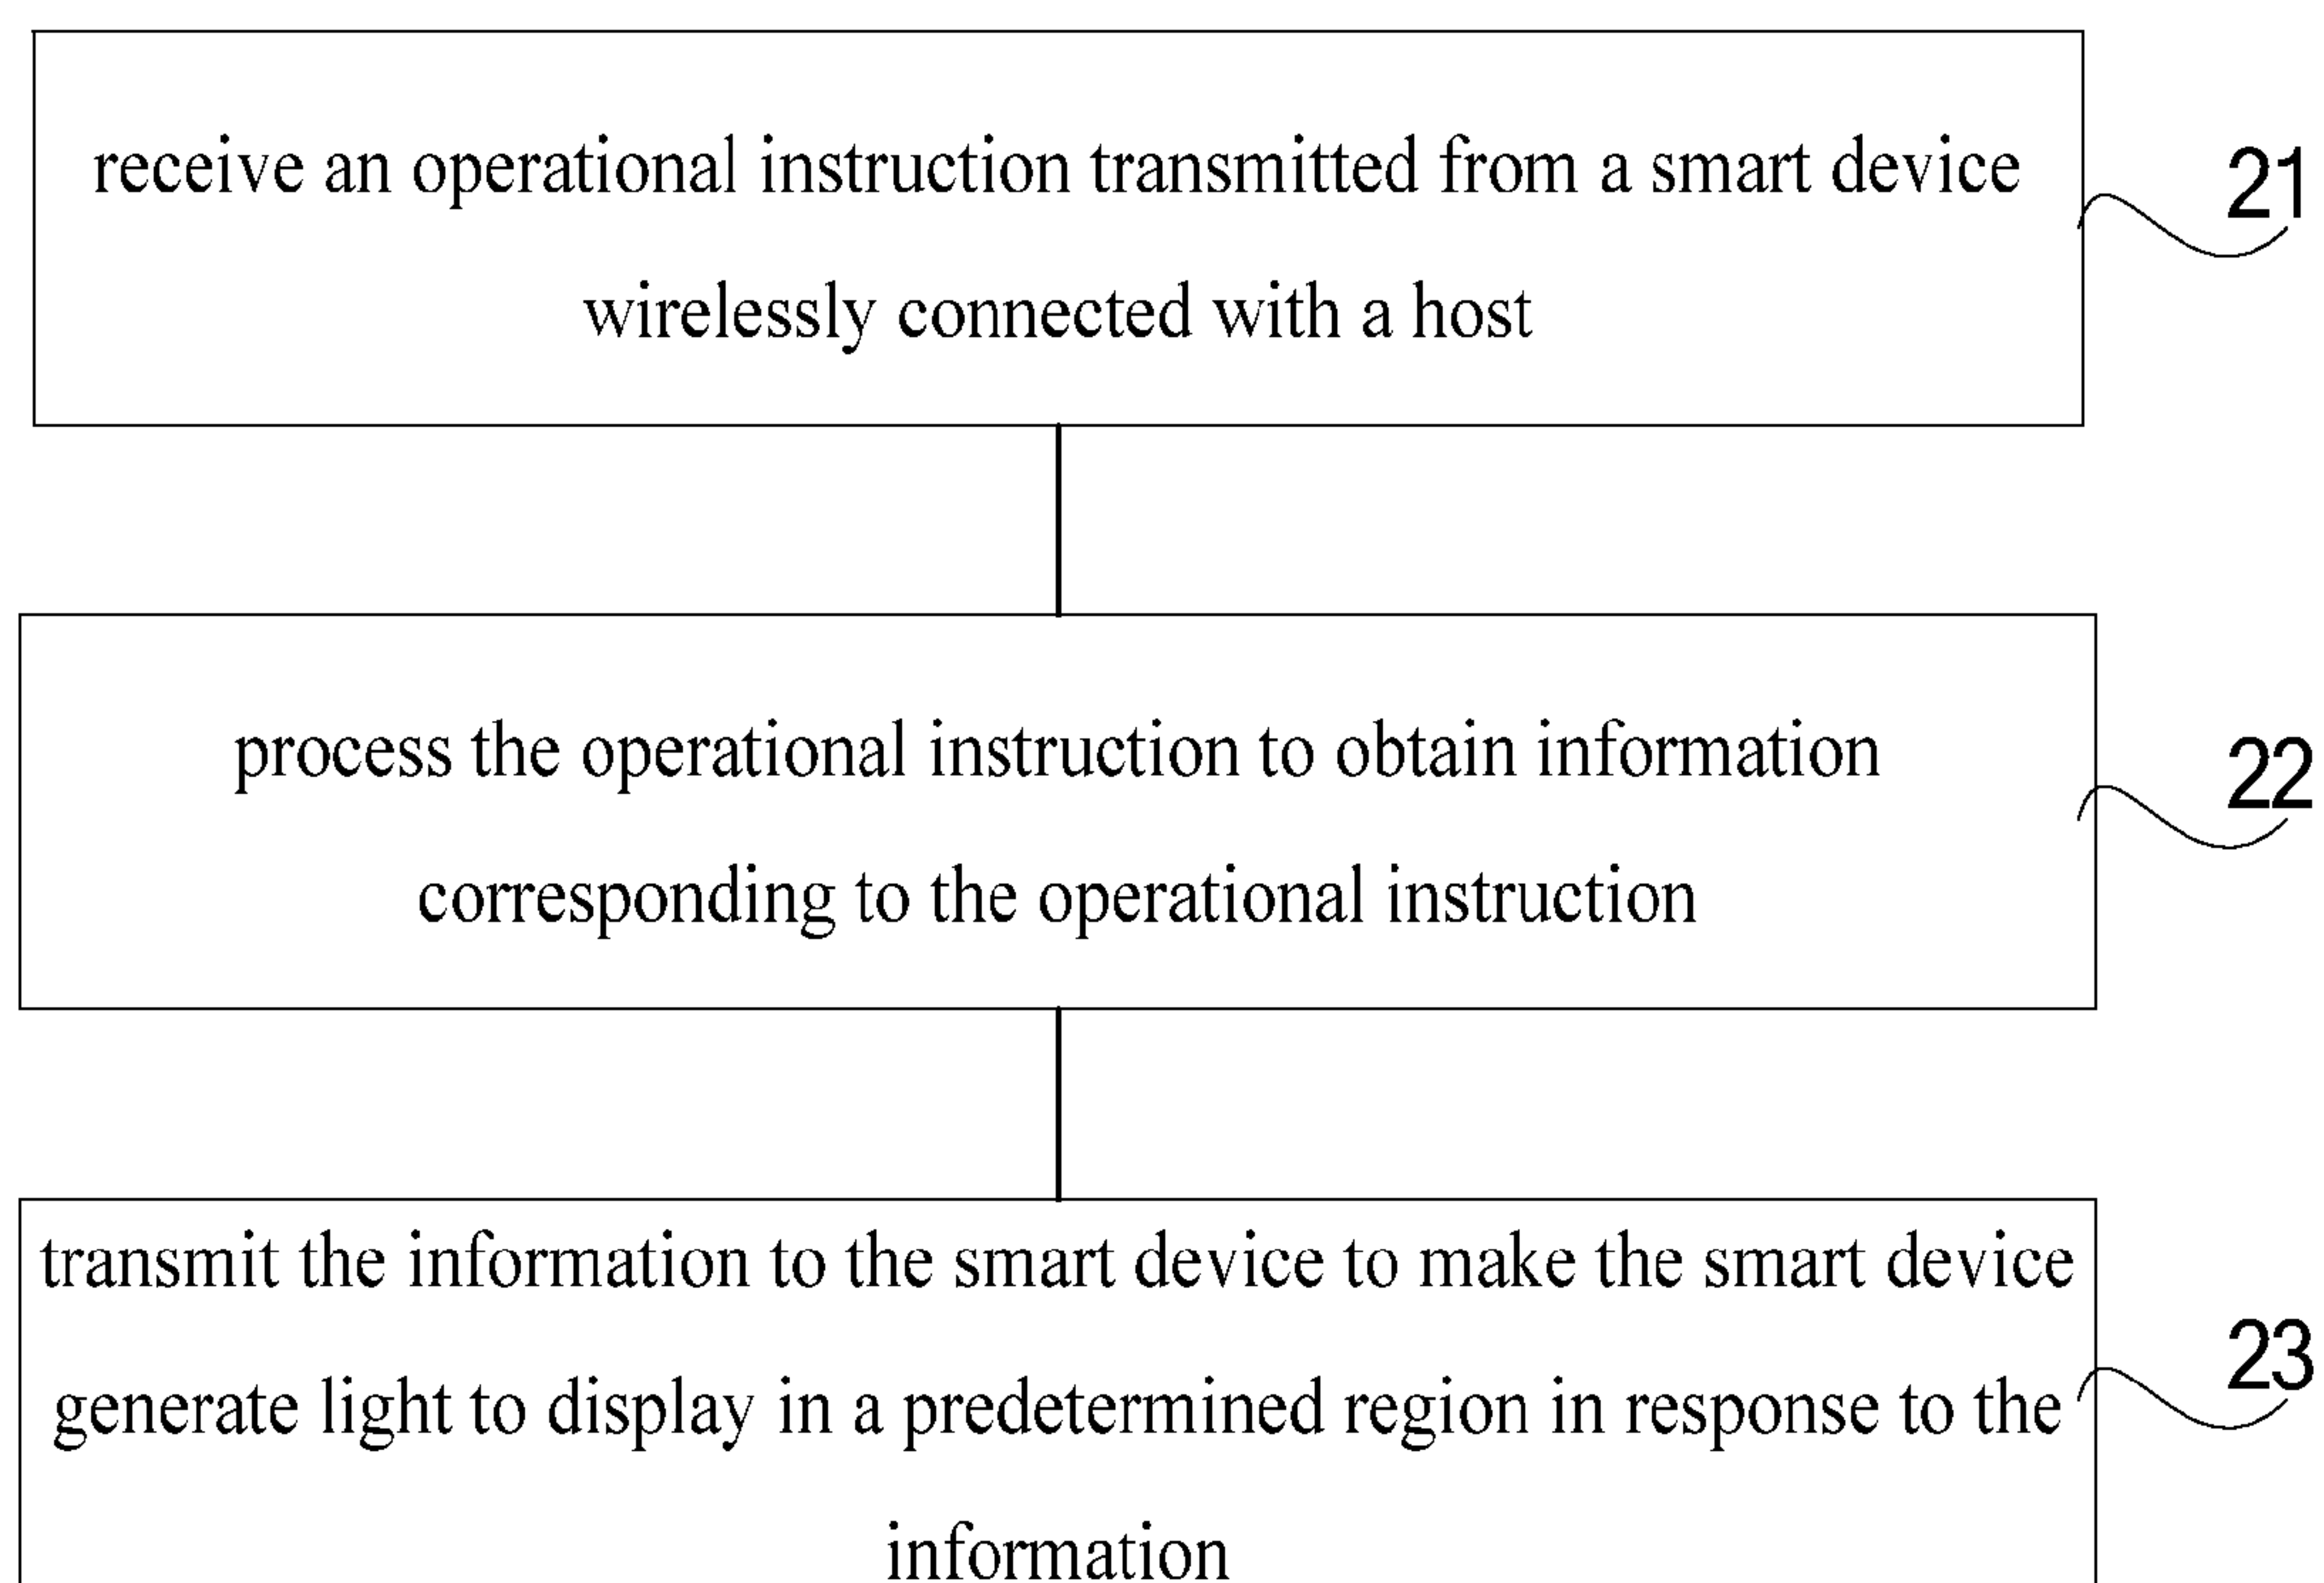 receive an operational instruction transmitted from a smart device
21
wirelessly connected with a host
process the operational instruction to obtain information
22
corresponding to the operational instruction
transmit the information to the smart device to make the smart device
23
generate light to display in a predetermined region in response to the
information